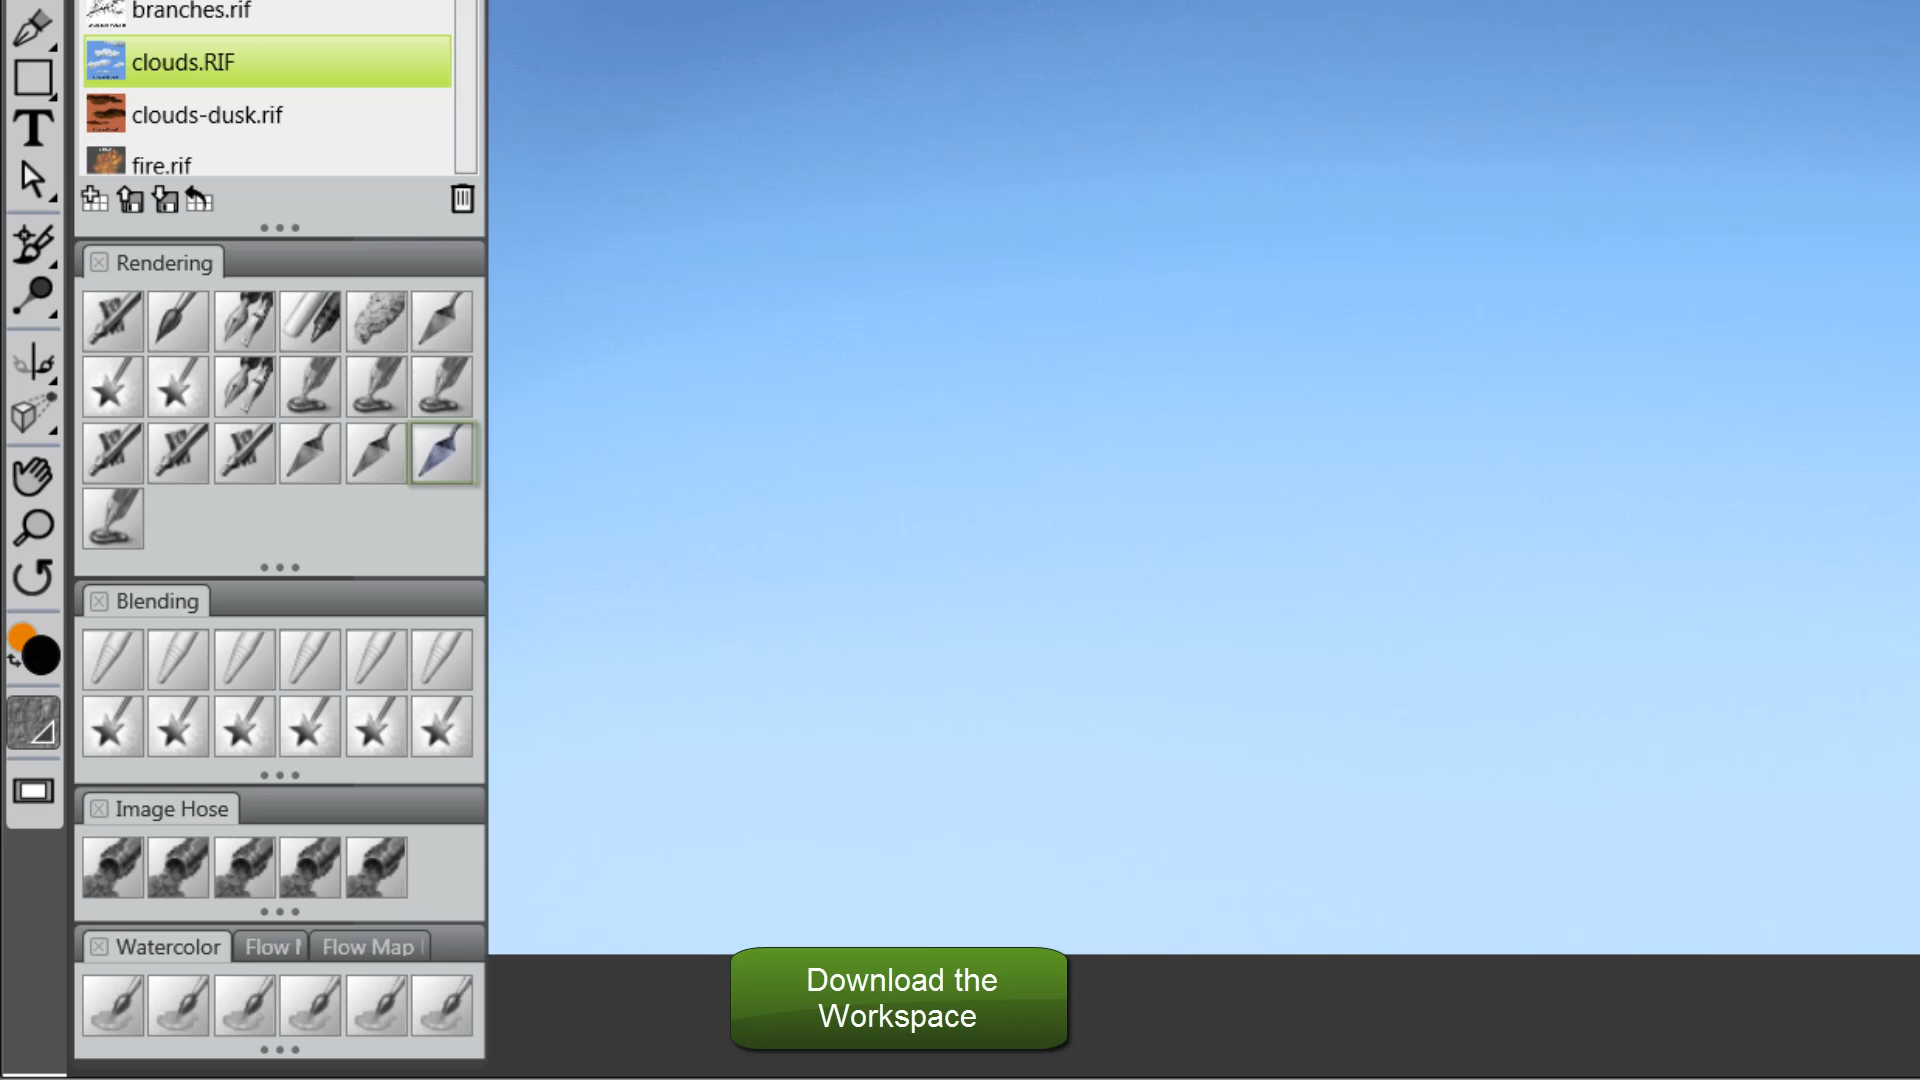 branches.rif
clouds.RIF
clouds-dusk.rif
fire.rif
T
Rendering
Blending
Image Hose
Watercolor
Flow Map
Download the
Workspace